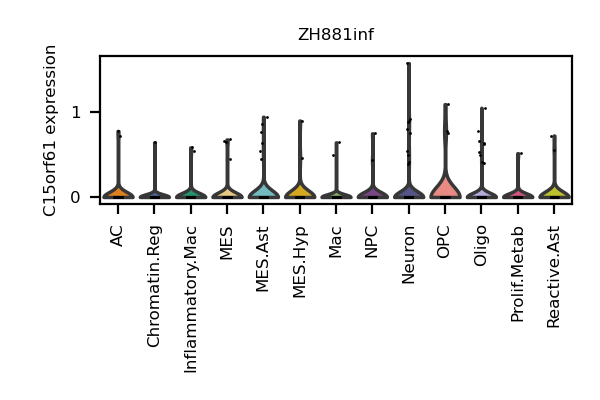 ZH881inf
C15orf61 expression
1
0
AC
Chromatin.Reg
Inflammatory.Mac
MES
MES.Ast
MES.Hyp
Mac
NPC
Neuron
OPC
Oligo
Prolif.Metab
Reactive.Ast